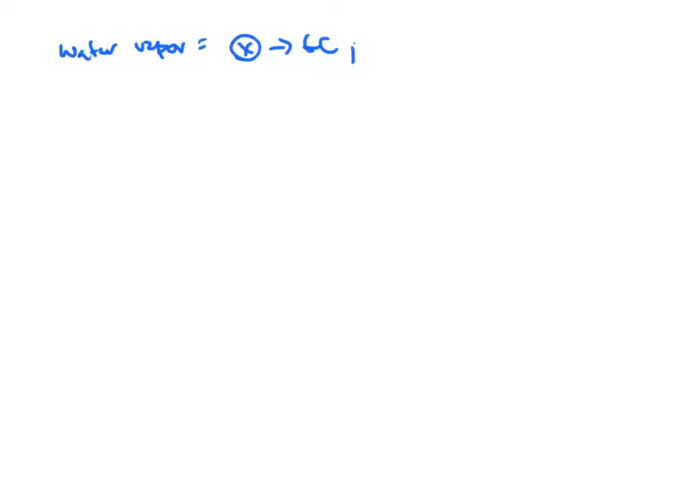 water vapor = ⓧ → GC